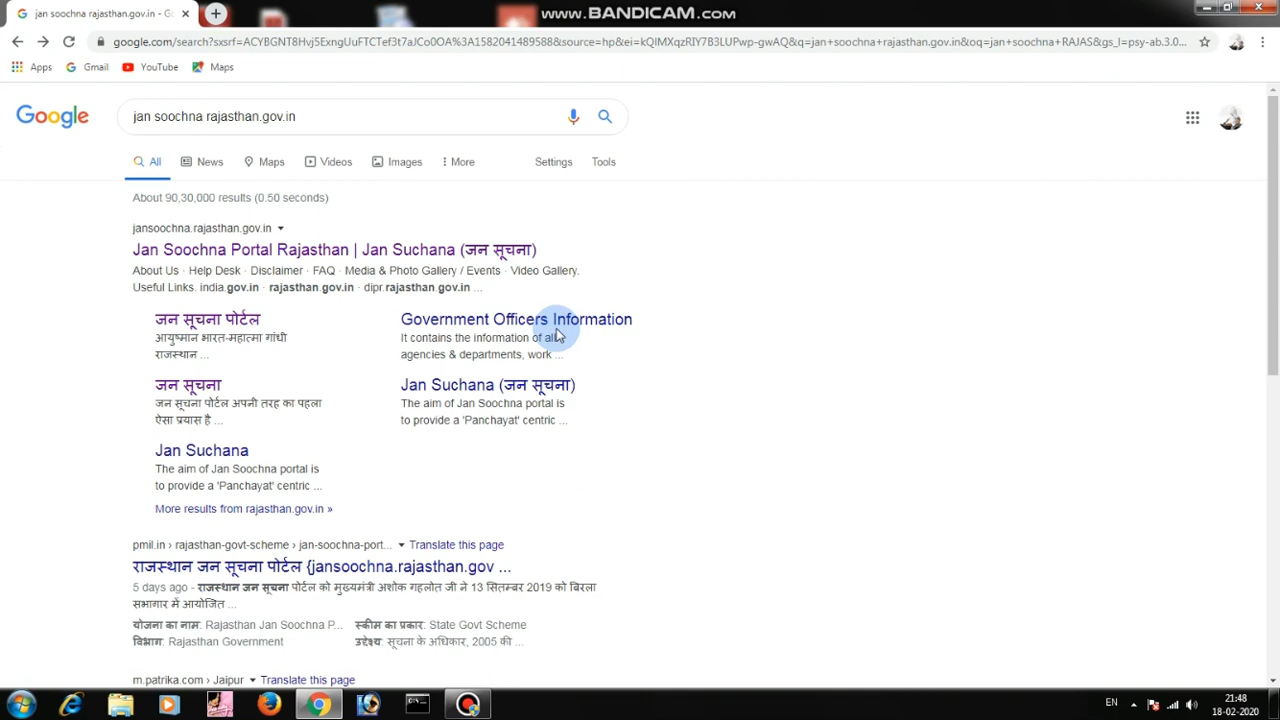 jan soochna rajasthan.gov.in - Go
WWW.BANDICAM.COM
google.com/search?sxsrf=ACYBGNT8Hvj5ExngUuFTCTef3t7aJCo0OA%3A1582041489588&source=hp&ei=kQIMXqzRIY7B3LUPwp-gwAQ&q=jan+soochna+rajasthan.gov.in&oq=jan+soochna+RAJAS&gs_l=psy-ab.3.0...
Apps Gmail YouTube Maps
Google jan soochna rajasthan.gov.in
All News Maps Videos Images More Settings Tools
About 90,30,000 results (0.50 seconds)
jansoochna.rajasthan.gov.in
Jan Soochna Portal Rajasthan | Jan Suchana (जन सूचना)
About Us · Help Desk · Disclaimer · FAQ · Media & Photo Gallery / Events · Video Gallery.
Useful Links. india.gov.in · rajasthan.gov.in · dipr.rajasthan.gov.in ...
जन सूचना पोर्टल
आयुष्मान भारत-महात्मा गांधी
राजस्थान ...
Government Officers Information
It contains the information of all
agencies & departments, work ...
जन सूचना
जन सूचना पोर्टल अपनी तरह का पहला
ऐसा प्रयास है ...
Jan Suchana (जन सूचना)
The aim of Jan Soochna portal is
to provide a 'Panchayat' centric ...
Jan Suchana
The aim of Jan Soochna portal is
to provide a 'Panchayat' centric ...
More results from rajasthan.gov.in »
pmil.in › rajasthan-govt-scheme › jan-soochna-port... Translate this page
राजस्थान जन सूचना पोर्टल {jansoochna.rajasthan.gov ...
5 days ago - राजस्थान जन सूचना पोर्टल को मुख्यमंत्री अशोक गहलोत जी ने 13 सितम्बर 2019 को बिरला
सभागार में आयोजित ...
योजना का नाम: Rajasthan Jan Soochna P... स्कीम का प्रकार: State Govt Scheme
विभाग: Rajasthan Government उद्देश्य: सूचना के अधिकार, 2005 की ...
m.patrika.com › Jaipur Translate this page
EN 21:48
18-02-2020